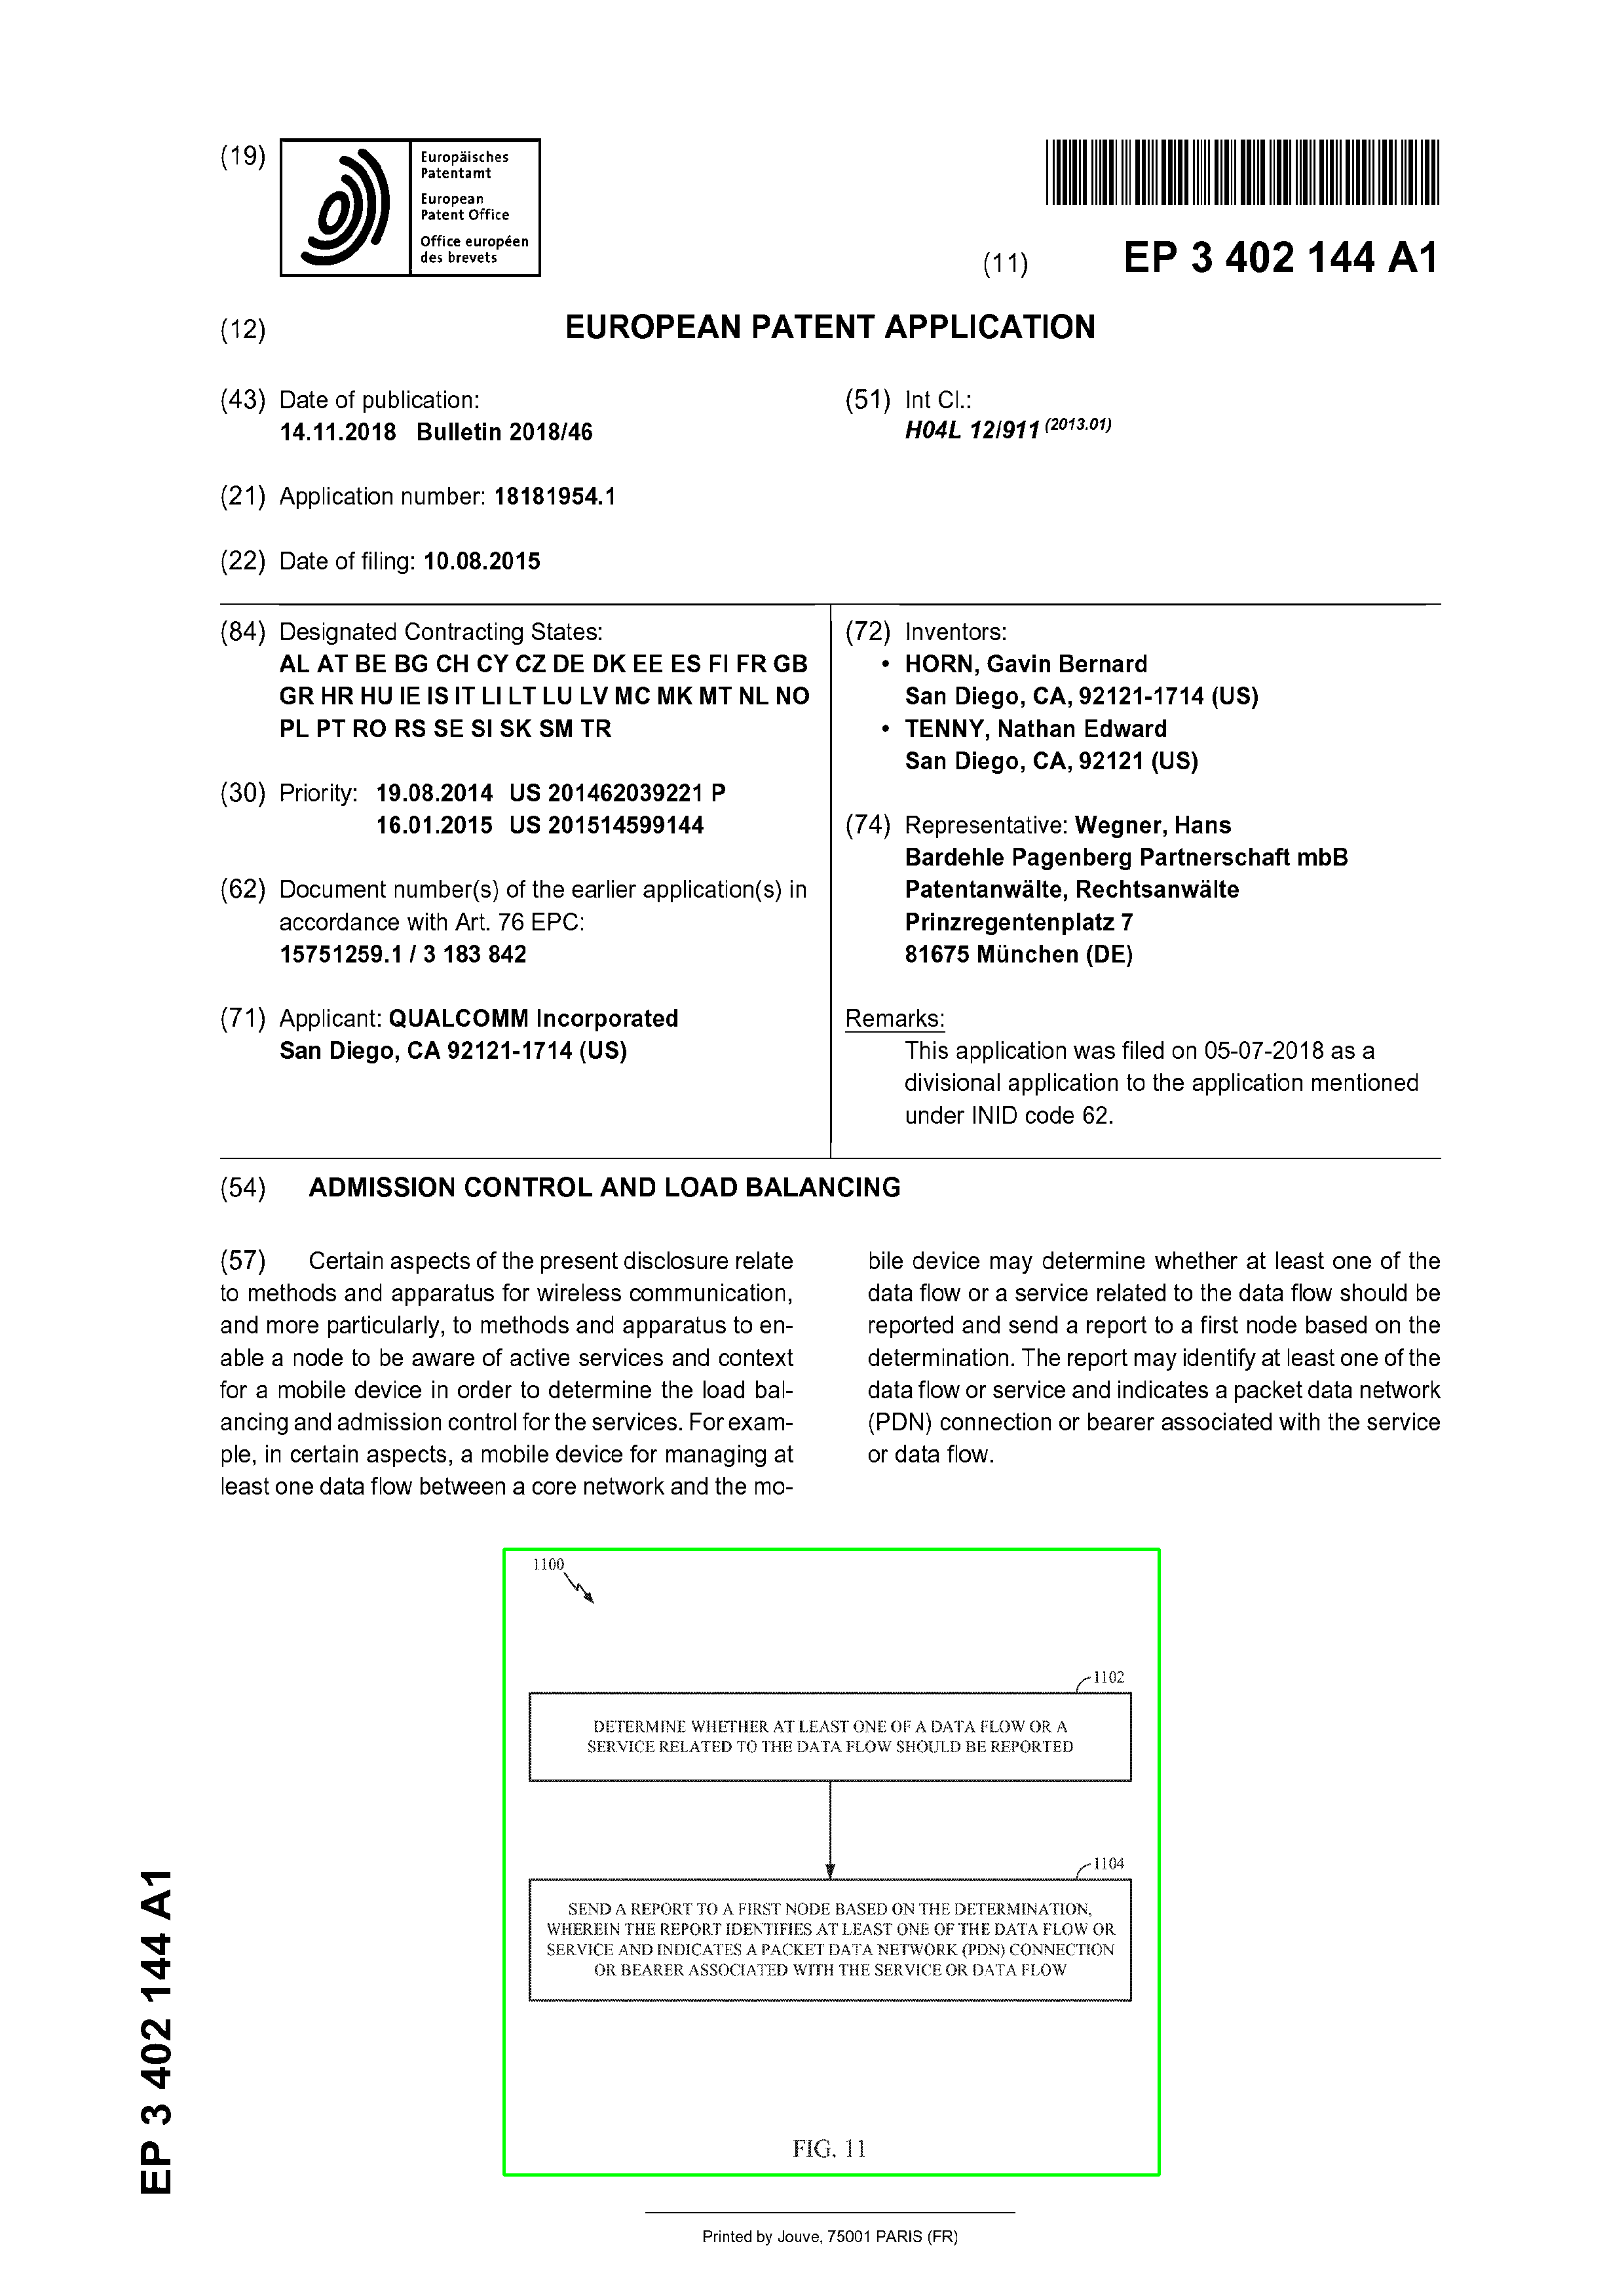 (19)
Europäisches
Patentamt
European
Patent Office
Office européen
des brevets
(11) EP 3 402 144 A1
(12) EUROPEAN PATENT APPLICATION
(43) Date of publication:
14.11.2018 Bulletin 2018/46
(51) Int Cl.:
H04L 12/911 (2013.01)
(21) Application number: 18181954.1
(22) Date of filing: 10.08.2015
(84) Designated Contracting States:
AL AT BE BG CH CY CZ DE DK EE ES FI FR GB
GR HR HU IE IS IT LI LT LU LV MC MK MT NL NO
PL PT RO RS SE SI SK SM TR
(30) Priority: 19.08.2014 US 201462039221 P
16.01.2015 US 201514599144
(62) Document number(s) of the earlier application(s) in
accordance with Art. 76 EPC:
15751259.1 / 3 183 842
(71) Applicant: QUALCOMM Incorporated
San Diego, CA 92121-1714 (US)
(72) Inventors:
• HORN, Gavin Bernard
San Diego, CA, 92121-1714 (US)
• TENNY, Nathan Edward
San Diego, CA, 92121 (US)
(74) Representative: Wegner, Hans
Bardehle Pagenberg Partnerschaft mbB
Patentanwälte, Rechtsanwälte
Prinzregentenplatz 7
81675 München (DE)
Remarks:
This application was filed on 05-07-2018 as a
divisional application to the application mentioned
under INID code 62.
(54) ADMISSION CONTROL AND LOAD BALANCING
(57) Certain aspects of the present disclosure relate
to methods and apparatus for wireless communication,
and more particularly, to methods and apparatus to en-
able a node to be aware of active services and context
for a mobile device in order to determine the load bal-
ancing and admission control for the services. For exam-
ple, in certain aspects, a mobile device for managing at
least one data flow between a core network and the mo-
bile device may determine whether at least one of the
data flow or a service related to the data flow should be
reported and send a report to a first node based on the
determination. The report may identify at least one of the
data flow or service and indicates a packet data network
(PDN) connection or bearer associated with the service
or data flow.
1100
1102
DETERMINE WHETHER AT LEAST ONE OF A DATA FLOW OR A
SERVICE RELATED TO THE DATA FLOW SHOULD BE REPORTED
1104
SEND A REPORT TO A FIRST NODE BASED ON THE DETERMINATION,
WHEREIN THE REPORT IDENTIFIES AT LEAST ONE OF THE DATA FLOW OR
SERVICE AND INDICATES A PACKET DATA NETWORK (PDN) CONNECTION
OR BEARER ASSOCIATED WITH THE SERVICE OR DATA FLOW
FIG. 11
EP 3 402 144 A1
Printed by Jouve, 75001 PARIS (FR)